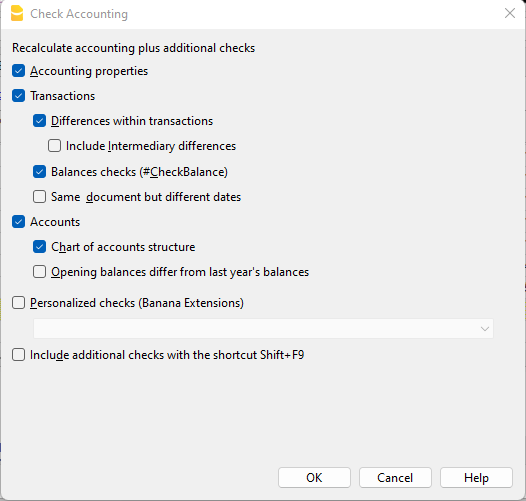 Check Accounting
Recalculate accounting plus additional checks
Accounting properties
Transactions
Differences within transactions
Include Intermediary differences
Balances checks (#CheckBalance)
Same document but different dates
Accounts
Chart of accounts structure
Opening balances differ from last year's balances
Personalized checks (Banana Extensions)
Include additional checks with the shortcut Shift+F9
OK Cancel Help